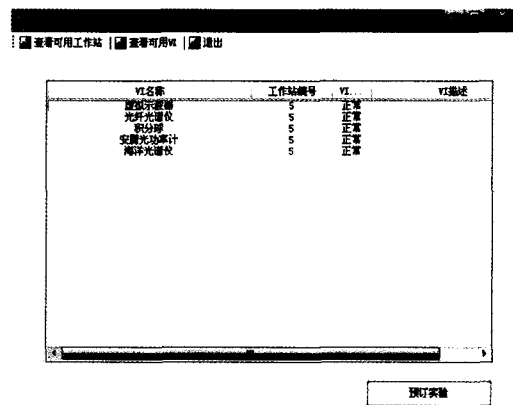 查看可用工作站 查看可用VI 退出
VI名称 工作站编号 VI... VI描述
虚拟示波器 5 正常
光纤光谱仪 5 正常
积分球 5 正常
安腾光功率计 5 正常
海洋光谱仪 5 正常
预订实验